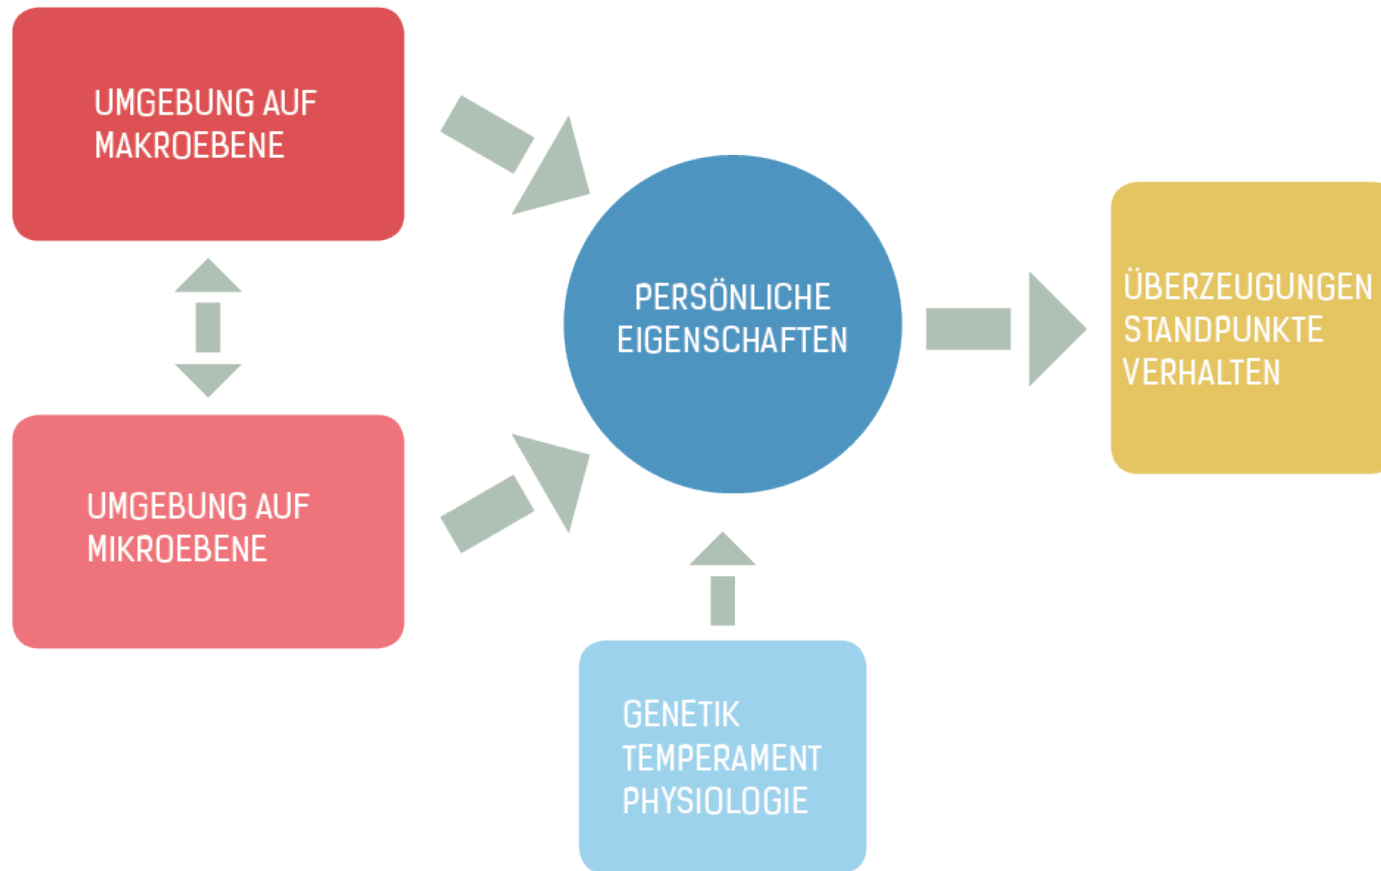 UMGEBUNG AUF
MAKROEBENE
UMGEBUNG AUF
MIKROEBENE
PERSÖNLICHE
EIGENSCHAFTEN
GENETIK
TEMPERAMENT
PHYSIOLOGIE
ÜBERZEUGUNGEN
STANDPUNKTE
VERHALTEN